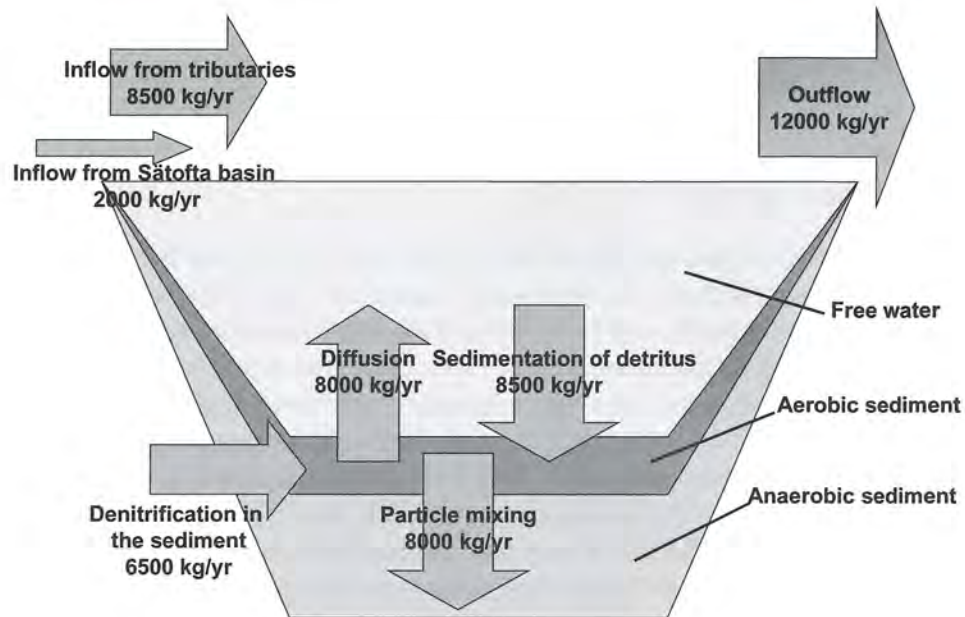 Inflow from tributaries
8500 kg/yr
Outflow
12000 kg/yr
Inflow from Sätofta basin
2000 kg/yr
Free water
Diffusion
8000 kg/yr
Sedimentation of detritus
8500 kg/yr
Aerobic sediment
Anaerobic sediment
Denitrification in
the sediment
6500 kg/yr
Particle mixing
8000 kg/yr